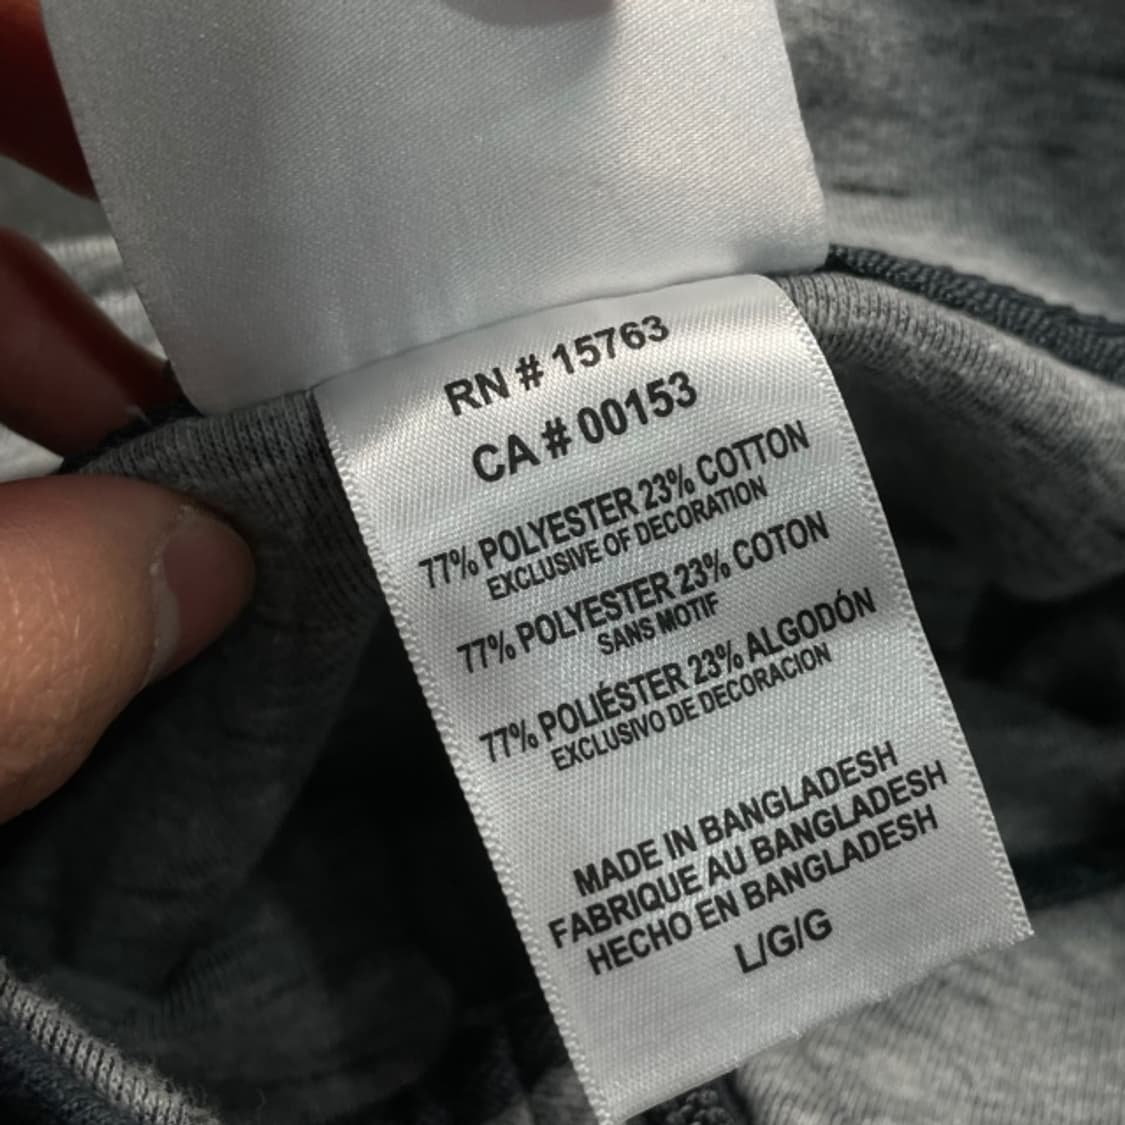 RN # 15763
CA # 00153
77% POLYESTER 23% COTTON
EXCLUSIVE OF DECORATION
77% POLYESTER 23% COTON
SANS MOTIF
77% POLIÉSTER 23% ALGODÓN
EXCLUSIVO DE DECORACION
MADE IN BANGLADESH
FABRIQUE AU BANGLADESH
HECHO EN BANGLADESH
L/G/G